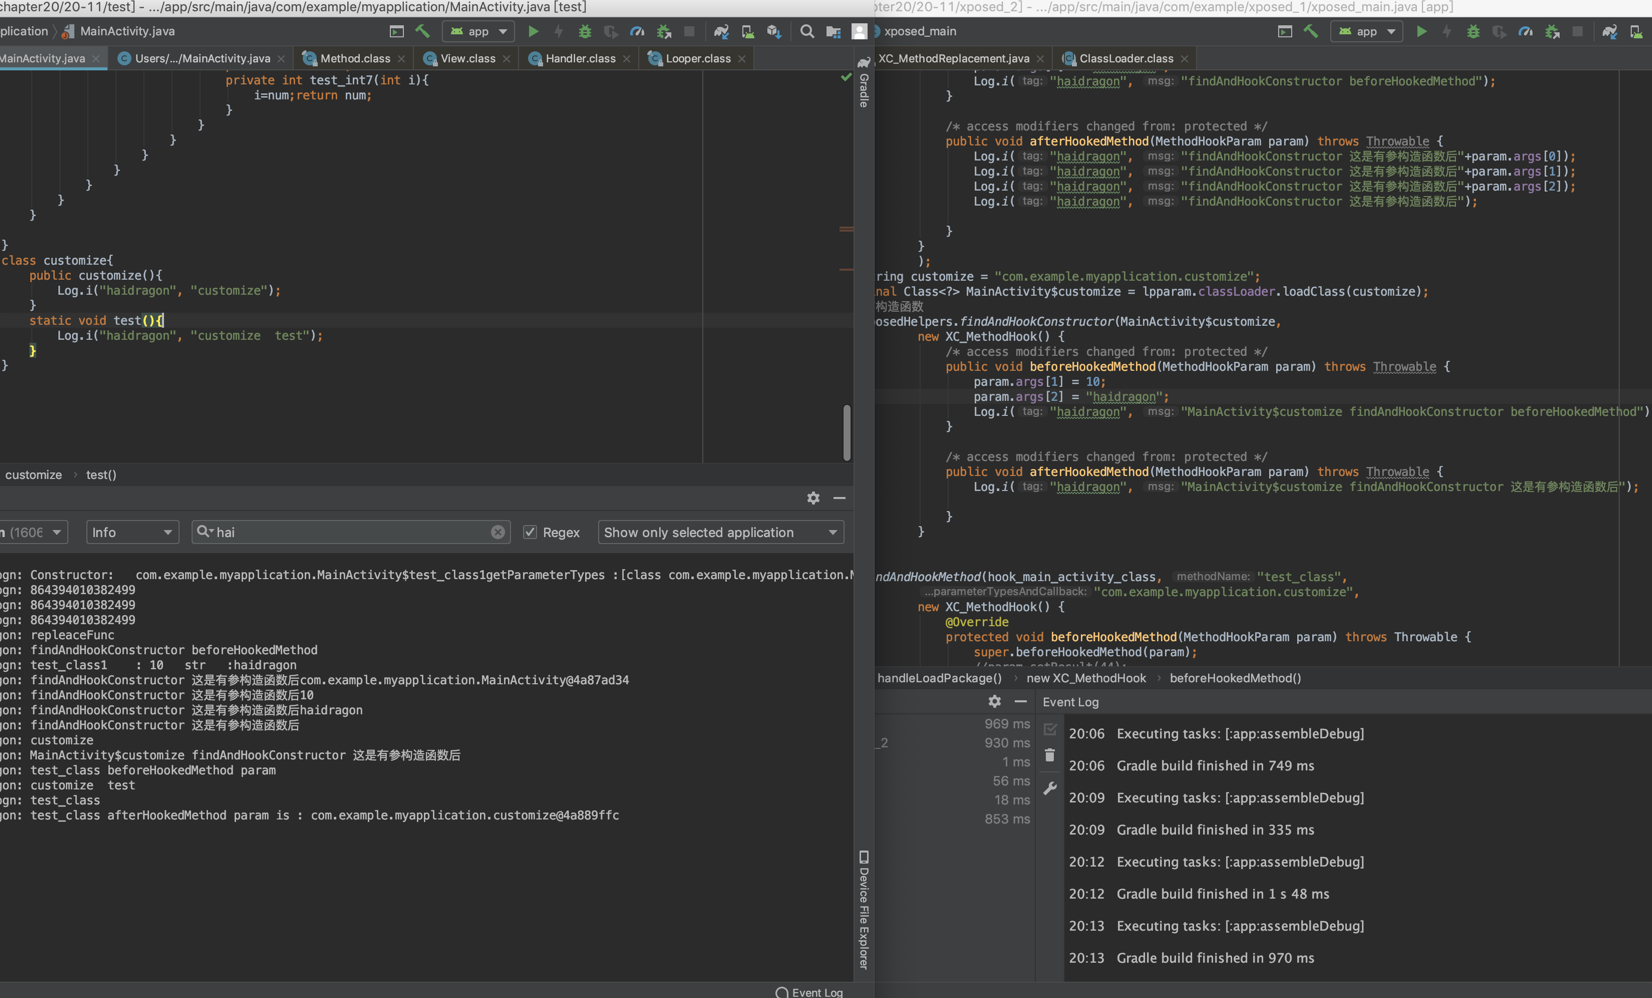 chapter20/20-11/test] - .../app/src/main/java/com/example/myapplication/MainActivity.java [test]
plication MainActivity.java
app
MainActivity.java Users/.../MainActivity.java Method.class View.class Handler.class Looper.class
Gradle
private int test_int7(int i){
i=num;return num;
}
}
}
}
}
}
}
}
}
class customize{
public customize(){
Log.i("haidragon", "customize");
}
static void test(){
Log.i("haidragon", "customize  test");
}
}
customize test()
(1606 Info hai Regex Show only selected application
ogn: Constructor:   com.example.myapplication.MainActivity$test_class1getParameterTypes :[class com.example.myapplication.M
ogn: 864394010382499
ogn: 864394010382499
ogn: 864394010382499
gon: repleaceFunc
gon: findAndHookConstructor beforeHookedMethod
ogn: test_class1    : 10   str   :haidragon
gon: findAndHookConstructor 这是有参构造函数后com.example.myapplication.MainActivity@4a87ad34
gon: findAndHookConstructor 这是有参构造函数后10
gon: findAndHookConstructor 这是有参构造函数后haidragon
gon: findAndHookConstructor 这是有参构造函数后
gon: customize
gon: MainActivity$customize findAndHookConstructor 这是有参构造函数后
gon: test_class beforeHookedMethod param
gon: customize  test
ogn: test_class
gon: test_class afterHookedMethod param is : com.example.myapplication.customize@4a889ffc
Device File Explorer
Event Log
pter20/20-11/xposed_2] - .../app/src/main/java/com/example/xposed_1/xposed_main.java [app]
xposed_main
app
XC_MethodReplacement.java ClassLoader.class
Log.i( tag: "haidragon", msg: "findAndHookConstructor beforeHookedMethod");
}
/* access modifiers changed from: protected */
public void afterHookedMethod(MethodHookParam param) throws Throwable {
Log.i( tag: "haidragon", msg: "findAndHookConstructor 这是有参构造函数后"+param.args[0]);
Log.i( tag: "haidragon", msg: "findAndHookConstructor 这是有参构造函数后"+param.args[1]);
Log.i( tag: "haidragon", msg: "findAndHookConstructor 这是有参构造函数后"+param.args[2]);
Log.i( tag: "haidragon", msg: "findAndHookConstructor 这是有参构造函数后");
}
}
);
ring customize = "com.example.myapplication.customize";
nal Class<?> MainActivity$customize = lpparam.classLoader.loadClass(customize);
构造函数
posedHelpers.findAndHookConstructor(MainActivity$customize,
new XC_MethodHook() {
/* access modifiers changed from: protected */
public void beforeHookedMethod(MethodHookParam param) throws Throwable {
param.args[1] = 10;
param.args[2] = "haidragon";
Log.i( tag: "haidragon", msg: "MainActivity$customize findAndHookConstructor beforeHookedMethod")
}
/* access modifiers changed from: protected */
public void afterHookedMethod(MethodHookParam param) throws Throwable {
Log.i( tag: "haidragon", msg: "MainActivity$customize findAndHookConstructor 这是有参构造函数后");
}
}
ndAndHookMethod(hook_main_activity_class, methodName: "test_class",
...parameterTypesAndCallback: "com.example.myapplication.customize",
new XC_MethodHook() {
@Override
protected void beforeHookedMethod(MethodHookParam param) throws Throwable {
super.beforeHookedMethod(param);
//param.setResult(44);
handleLoadPackage() new XC_MethodHook beforeHookedMethod()
Event Log
969 ms
_2 930 ms
1 ms
56 ms
18 ms
853 ms
20:06 Executing tasks: [:app:assembleDebug]
20:06 Gradle build finished in 749 ms
20:09 Executing tasks: [:app:assembleDebug]
20:09 Gradle build finished in 335 ms
20:12 Executing tasks: [:app:assembleDebug]
20:12 Gradle build finished in 1 s 48 ms
20:13 Executing tasks: [:app:assembleDebug]
20:13 Gradle build finished in 970 ms